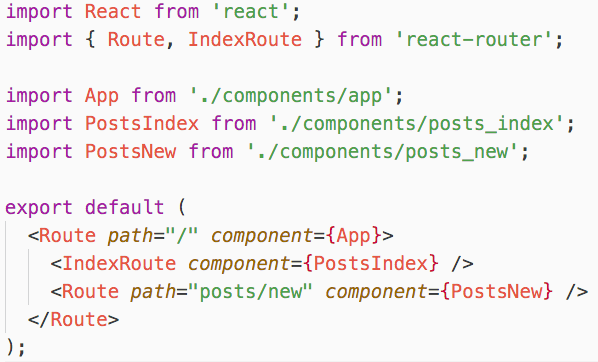 import React from 'react';
import { Route, IndexRoute } from 'react-router';
import App from './components/app';
import PostsIndex from './components/posts_index';
import PostsNew from './components/posts_new';
export default (
<Route path="/" component={App}>
<IndexRoute component={PostsIndex} />
<Route path="posts/new" component={PostsNew} />
</Route>
);